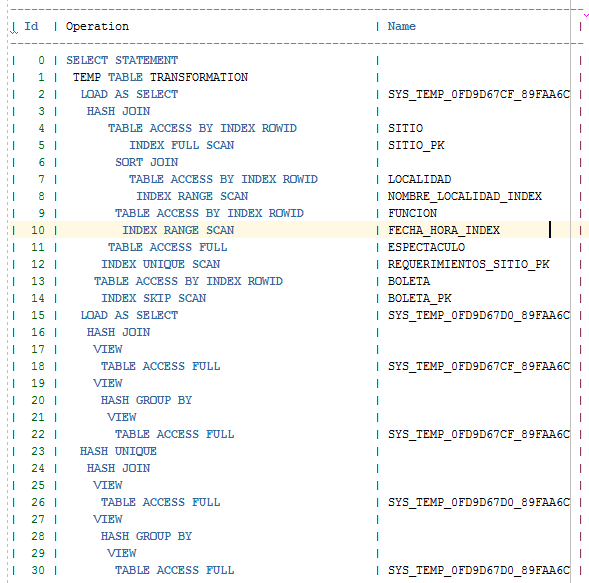 | Id | Operation | Name |
| 0 | SELECT STATEMENT | |
| 1 | TEMP TABLE TRANSFORMATION | |
| 2 | LOAD AS SELECT | SYS_TEMP_0FD9D67CF_89FAA6C |
| 3 | HASH JOIN | |
| 4 | TABLE ACCESS BY INDEX ROWID | SITIO |
| 5 | INDEX FULL SCAN | SITIO_PK |
| 6 | SORT JOIN | |
| 7 | TABLE ACCESS BY INDEX ROWID | LOCALIDAD |
| 8 | INDEX RANGE SCAN | NOMBRE_LOCALIDAD_INDEX |
| 9 | TABLE ACCESS BY INDEX ROWID | FUNCION |
| 10 | INDEX RANGE SCAN | FECHA_HORA_INDEX |
| 11 | TABLE ACCESS FULL | ESPECTACULO |
| 12 | INDEX UNIQUE SCAN | REQUERIMIENTOS_SITIO_PK |
| 13 | TABLE ACCESS BY INDEX ROWID | BOLETA |
| 14 | INDEX SKIP SCAN | BOLETA_PK |
| 15 | LOAD AS SELECT | SYS_TEMP_0FD9D67D0_89FAA6C |
| 16 | HASH JOIN | |
| 17 | VIEW | |
| 18 | TABLE ACCESS FULL | SYS_TEMP_0FD9D67CF_89FAA6C |
| 19 | VIEW | |
| 20 | HASH GROUP BY | |
| 21 | VIEW | |
| 22 | TABLE ACCESS FULL | SYS_TEMP_0FD9D67CF_89FAA6C |
| 23 | HASH UNIQUE | |
| 24 | HASH JOIN | |
| 25 | VIEW | |
| 26 | TABLE ACCESS FULL | SYS_TEMP_0FD9D67D0_89FAA6C |
| 27 | VIEW | |
| 28 | HASH GROUP BY | |
| 29 | VIEW | |
| 30 | TABLE ACCESS FULL | SYS_TEMP_0FD9D67D0_89FAA6C |